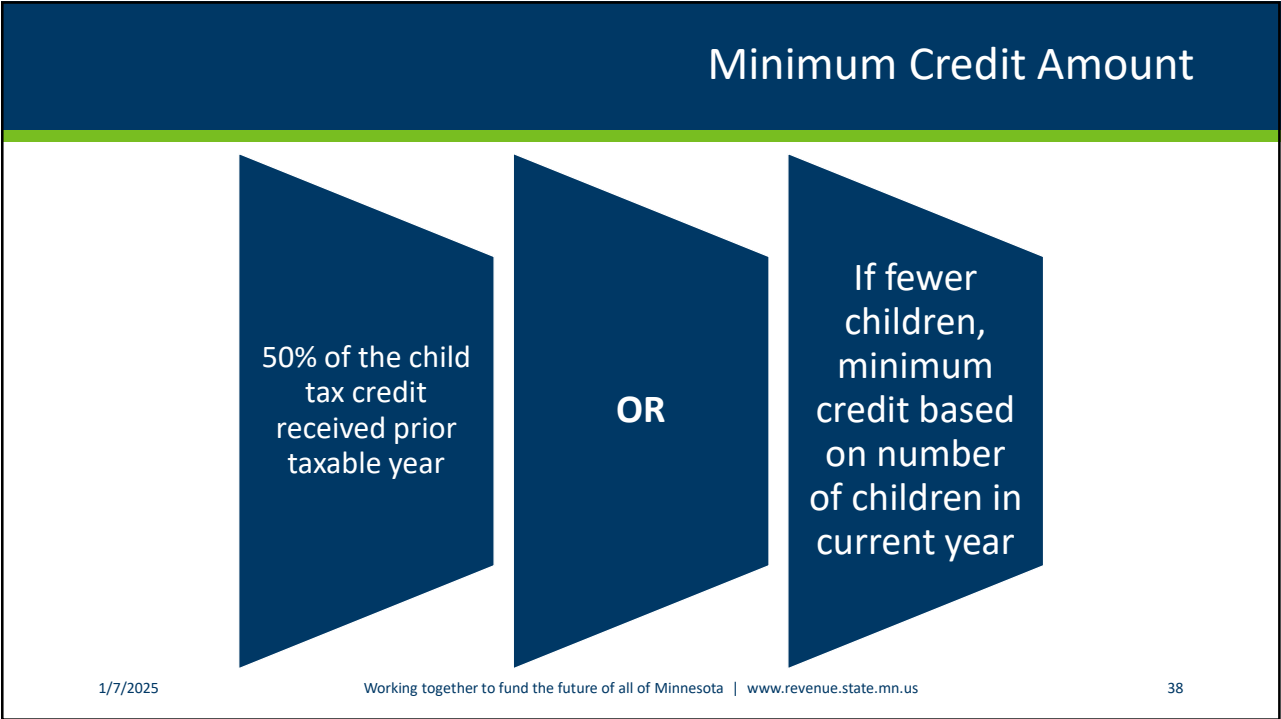 Minimum Credit Amount
50% of the child
tax credit
received prior
taxable year
OR
If fewer
children,
minimum
credit based
on number
of children in
current year
1/7/2025
Working together to fund the future of all of Minnesota | www.revenue.state.mn.us
38